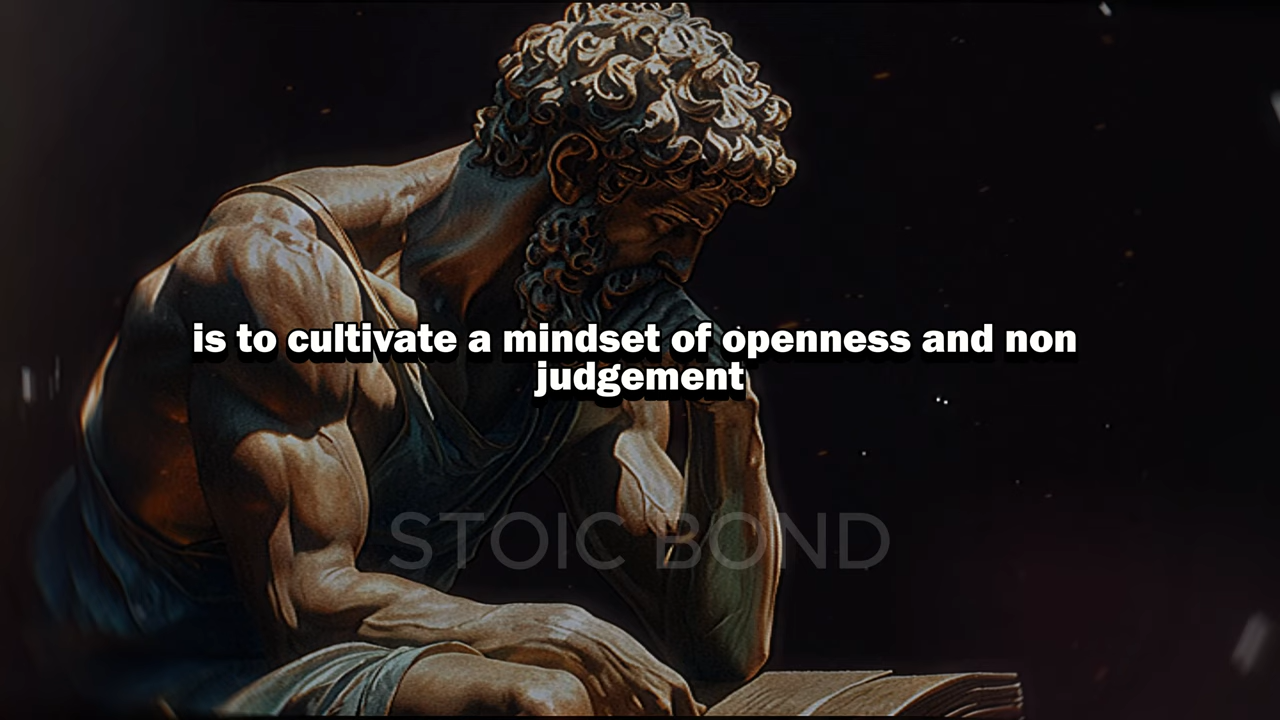 is to cultivate a mindset of openness and non
judgement
STOIC BOND